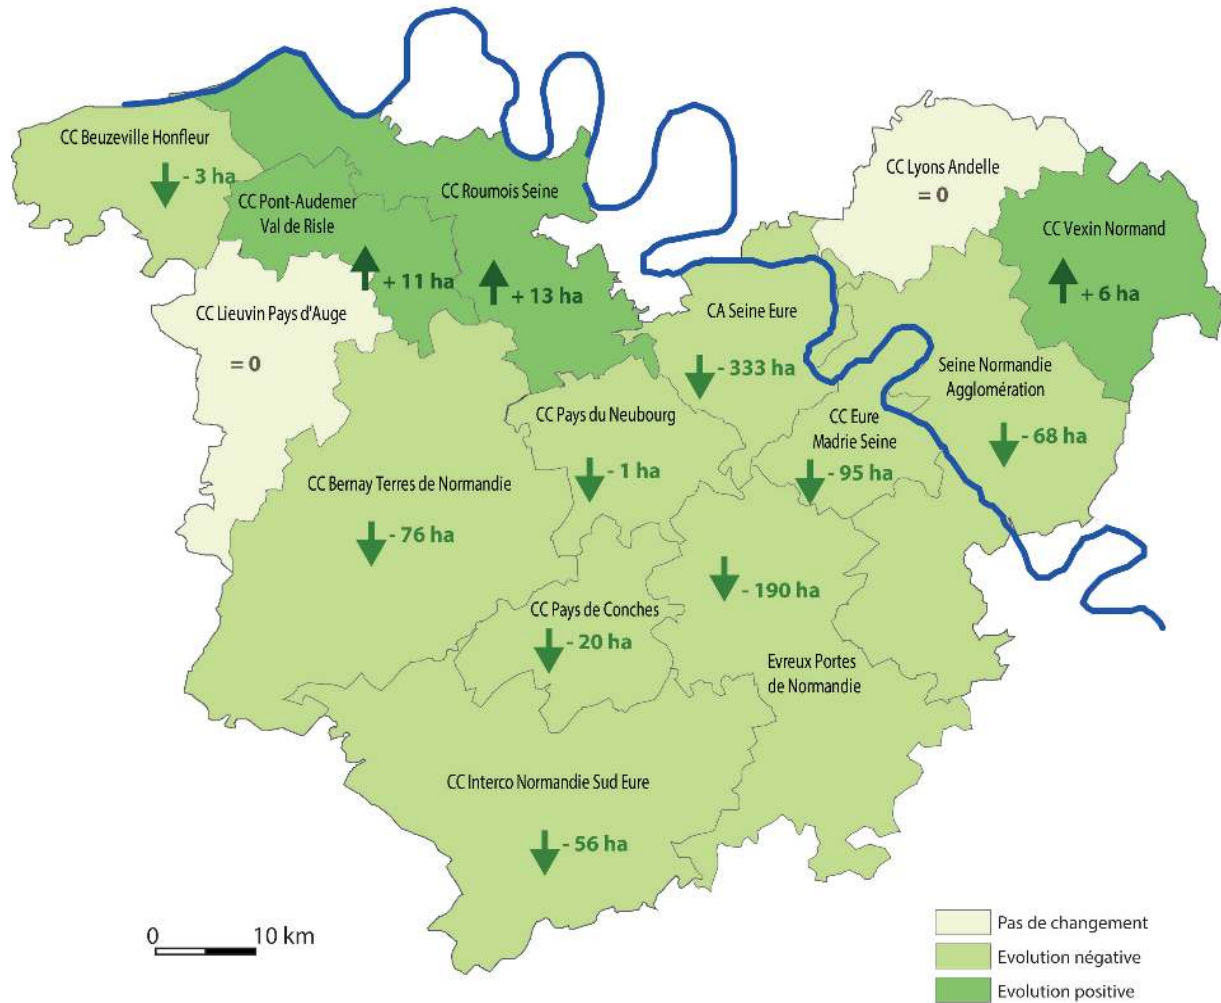 CC Beuzeville Honfleur
- 3 ha
CC Pont-Audemer
Val de Risle
+ 11 ha
CC Roumois Seine
+ 13 ha
CC Lyons Andelle
= 0
CC Vexin Normand
+ 6 ha
CC Lieuvin Pays d'Auge
= 0
CA Seine Eure
- 333 ha
Seine Normandie
Agglomération
- 68 ha
CC Pays du Neubourg
- 1 ha
CC Eure
Madrie Seine
- 95 ha
CC Bernay Terres de Normandie
- 76 ha
- 190 ha
Evreux Portes
de Normandie
CC Pays de Conches
- 20 ha
CC Interco Normandie Sud Eure
- 56 ha
0 10 km
Pas de changement
Evolution négative
Evolution positive